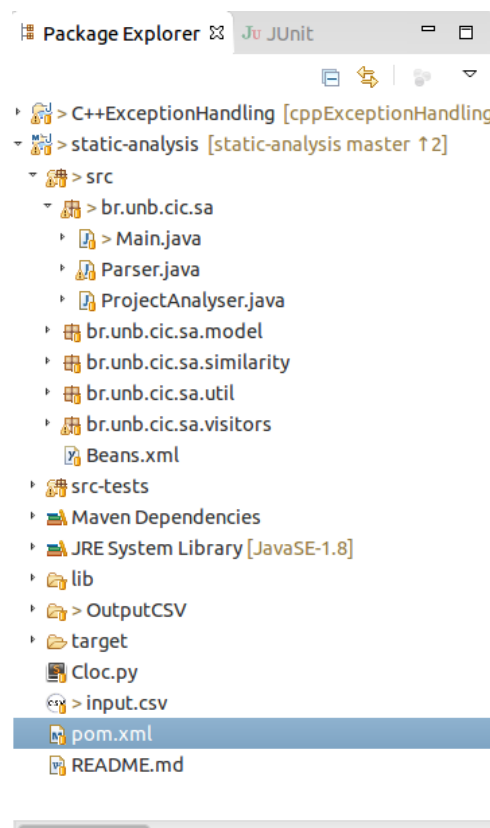 Package Explorer Ju JUnit
> C++ExceptionHandling [cppExceptionHandling
> static-analysis [static-analysis master ↑2]
> src
> br.unb.cic.sa
> Main.java
Parser.java
ProjectAnalyser.java
br.unb.cic.sa.model
br.unb.cic.sa.similarity
br.unb.cic.sa.util
br.unb.cic.sa.visitors
Beans.xml
src-tests
Maven Dependencies
JRE System Library [JavaSE-1.8]
lib
> OutputCSV
target
Cloc.py
> input.csv
pom.xml
README.md